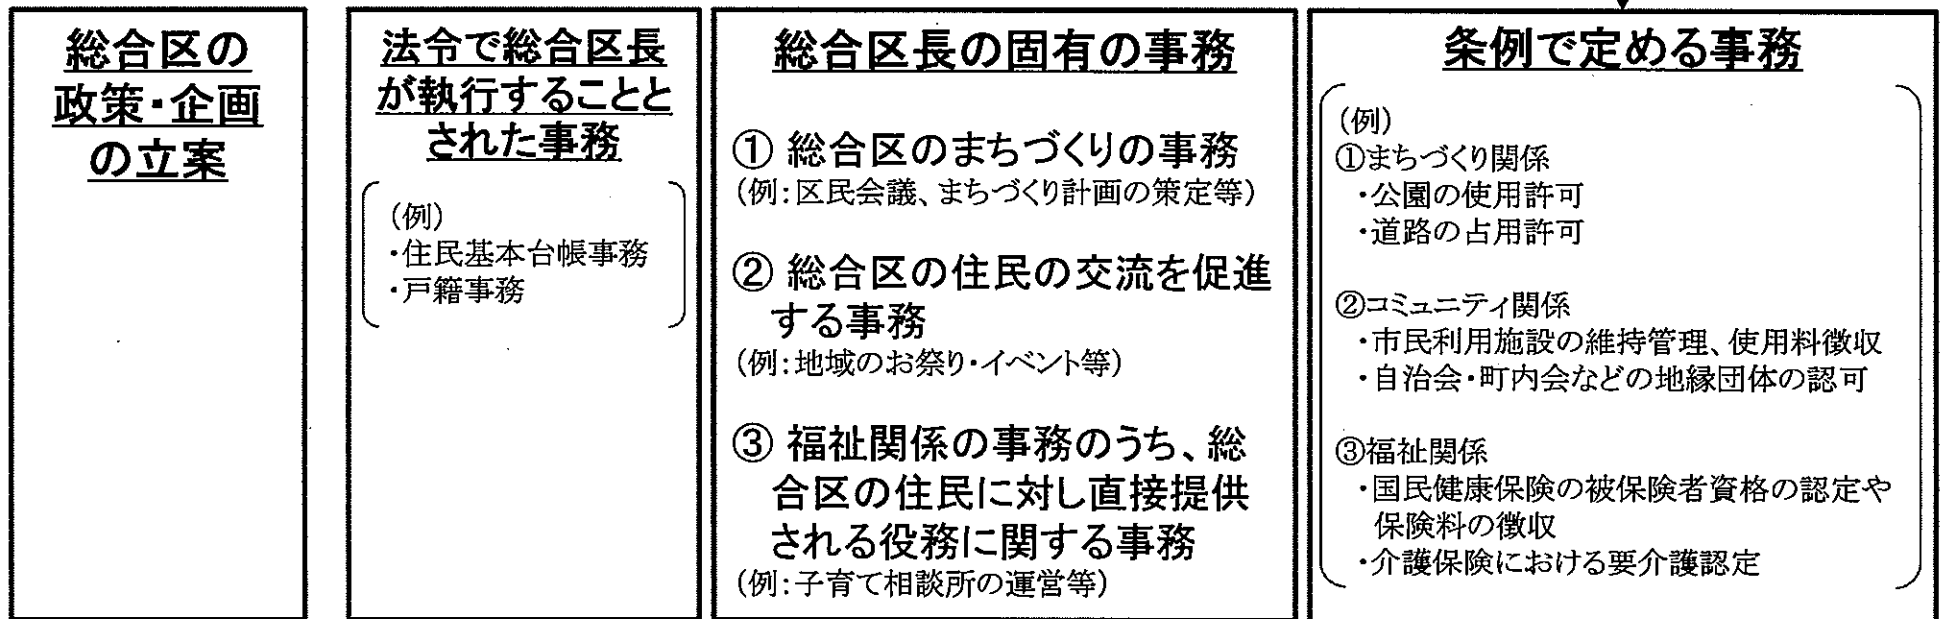 総合区の
政策・企画
の立案
法令で総合区長
が執行することと
された事務
(例)
・住民基本台帳事務
・戸籍事務
総合区長の固有の事務
① 総合区のまちづくりの事務
(例:区民会議、まちづくり計画の策定等)
② 総合区の住民の交流を促進
する事務
(例:地域のお祭り・イベント等)
③ 福祉関係の事務のうち、総
合区の住民に対し直接提供
される役務に関する事務
(例:子育て相談所の運営等)
条例で定める事務
(例)
①まちづくり関係
・公園の使用許可
・道路の占用許可
②コミュニティ関係
・市民利用施設の維持管理、使用料徴収
・自治会・町内会などの地縁団体の認可
③福祉関係
・国民健康保険の被保険者資格の認定や
保険料の徴収
・介護保険における要介護認定